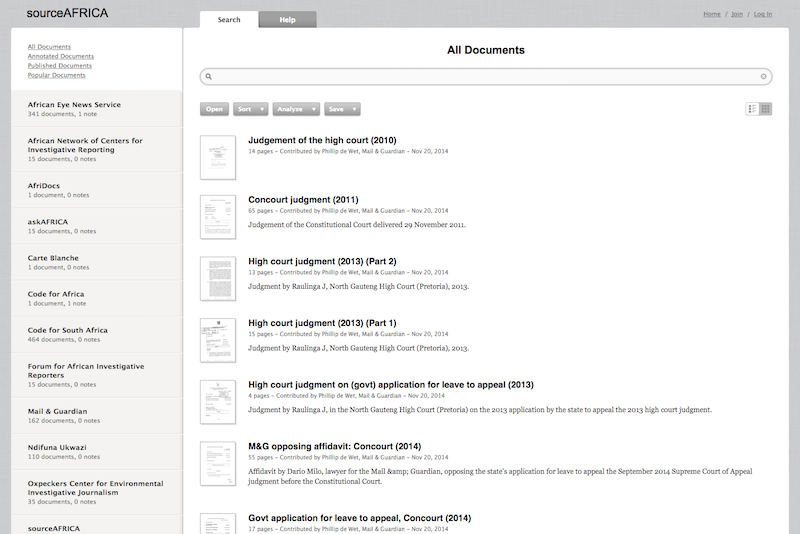 sourceAFRICA
Search
Help
Home / Join / Log In
All Documents
Annotated Documents
Published Documents
Popular Documents
African Eye News Service
341 documents, 1 note
African Network of Centers for
Investigative Reporting
15 documents, 0 notes
AfriDocs
1 document, 0 notes
askAFRICA
15 documents, 0 notes
Carte Blanche
1 document, 0 notes
Code for Africa
1 document, 1 note
Code for South Africa
464 documents, 0 notes
Forum for African Investigative
Reporters
15 documents, 0 notes
Mail & Guardian
162 documents, 0 notes
Ndifuna Ukwazi
110 documents, 0 notes
Oxpeckers Center for Environmental
Investigative Journalism
35 documents, 0 notes
sourceAFRICA
All Documents
Open
Sort
Analyze
Save
Judgement of the high court (2010)
14 pages – Contributed by Phillip de Wet, Mail & Guardian – Nov 20, 2014
Concourt judgment (2011)
65 pages – Contributed by Phillip de Wet, Mail & Guardian – Nov 20, 2014
Judgement of the Constitutional Court delivered 29 November 2011.
High court judgment (2013) (Part 2)
13 pages – Contributed by Phillip de Wet, Mail & Guardian – Nov 20, 2014
Judgment by Raulinga J, North Gauteng High Court (Pretoria), 2013.
High court judgment (2013) (Part 1)
15 pages – Contributed by Phillip de Wet, Mail & Guardian – Nov 20, 2014
Judgment by Raulinga J, North Gauteng High Court (Pretoria), 2013.
High court judgment on (govt) application for leave to appeal (2013)
4 pages – Contributed by Phillip de Wet, Mail & Guardian – Nov 20, 2014
Judgment by Raulinga J, in the North Gauteng High Court (Pretoria) on the 2013 application by the state to appeal the 2013 high court judgment.
M&G opposing affidavit: Concourt (2014)
55 pages – Contributed by Phillip de Wet, Mail & Guardian – Nov 20, 2014
Affidavit by Dario Milo, lawyer for the Mail &amp; Guardian, opposing the state's application for leave to appeal the September 2014 Supreme Court of Appeal
judgment before the Constitutional Court.
Govt application for leave to appeal, Concourt (2014)
17 pages – Contributed by Phillip de Wet, Mail & Guardian – Nov 20, 2014